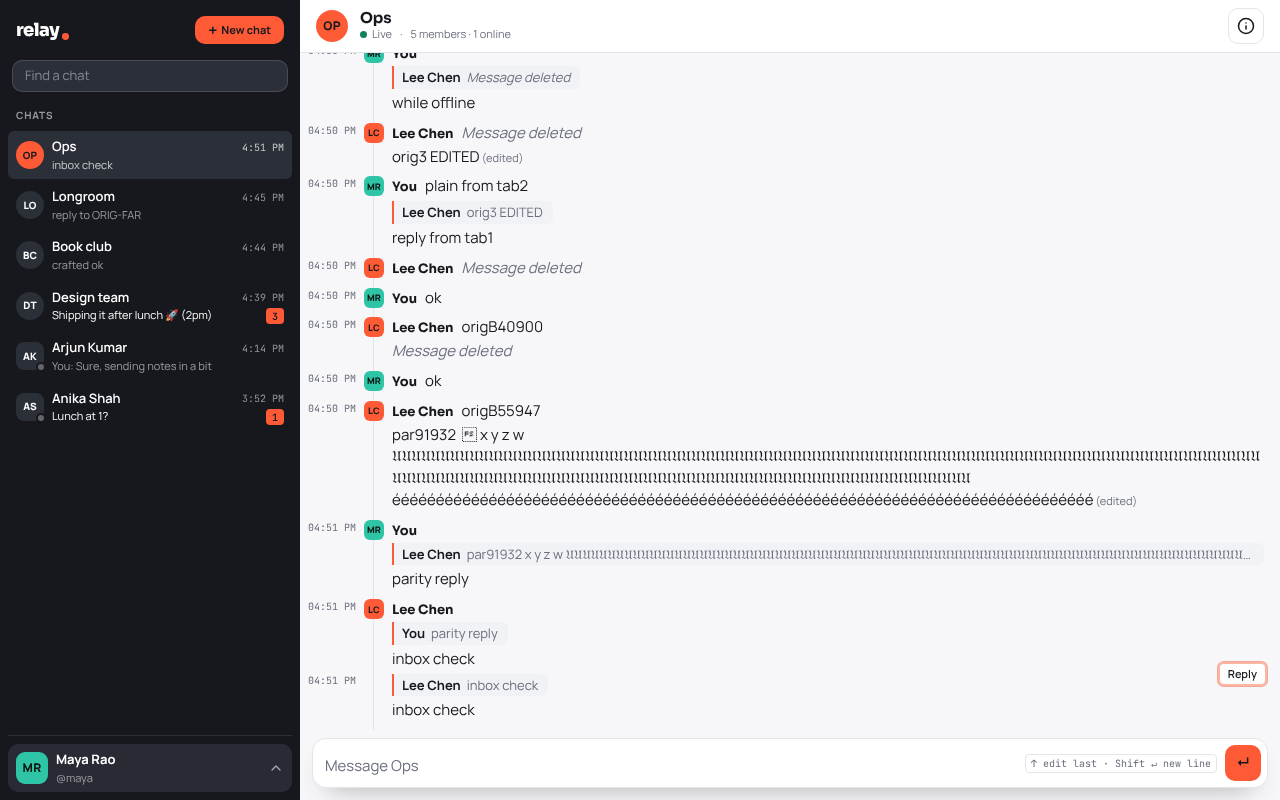 relay.
+ New chat
Find a chat
CHATS
OP
Ops
4:51 PM
inbox check
LO
Longroom
4:45 PM
reply to ORIG-FAR
BC
Book club
4:44 PM
crafted ok
DT
Design team
4:39 PM
Shipping it after lunch 🚀 (2pm)
3
AK
Arjun Kumar
4:14 PM
You: Sure, sending notes in a bit
AS
Anika Shah
3:52 PM
Lunch at 1?
1
MR
Maya Rao
@maya
OP
Ops
Live · 5 members · 1 online
MR You
Lee Chen Message deleted
while offline
04:50 PM LC Lee Chen Message deleted
orig3 EDITED (edited)
04:50 PM MR You plain from tab2
Lee Chen orig3 EDITED
reply from tab1
04:50 PM LC Lee Chen Message deleted
04:50 PM MR You ok
04:50 PM LC Lee Chen origB40900
Message deleted
04:50 PM MR You ok
04:50 PM LC Lee Chen origB55947
par91932 x y z w
(edited)
04:51 PM MR You
Lee Chen par91932 x y z w
parity reply
04:51 PM LC Lee Chen
You parity reply
inbox check
04:51 PM Lee Chen inbox check
Reply
inbox check
Message Ops
↑ edit last · Shift ↵ new line